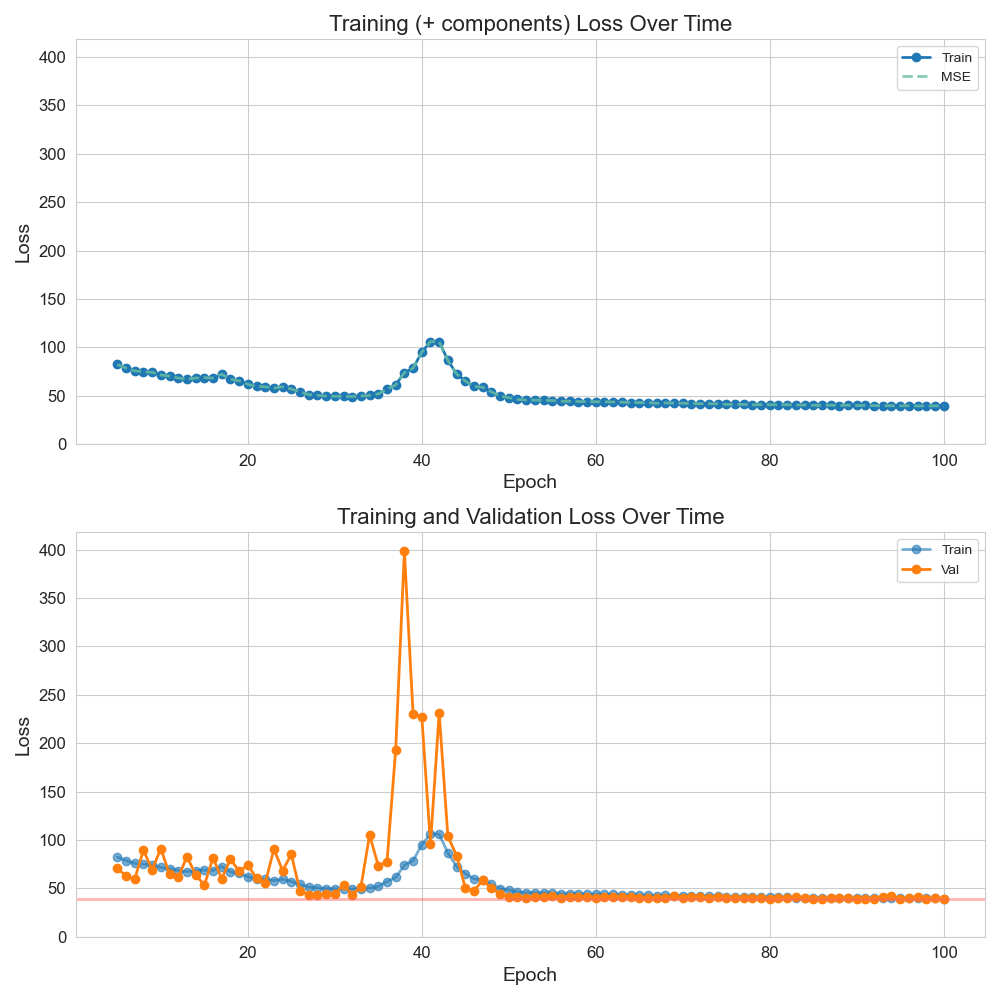 Training (+ components) Loss Over Time
Train
MSE
400
350
300
250
200
150
100
50
0
Loss
20 40 60 80 100
Epoch
Training and Validation Loss Over Time
Train
Val
400
350
300
250
200
150
100
50
0
Loss
20 40 60 80 100
Epoch